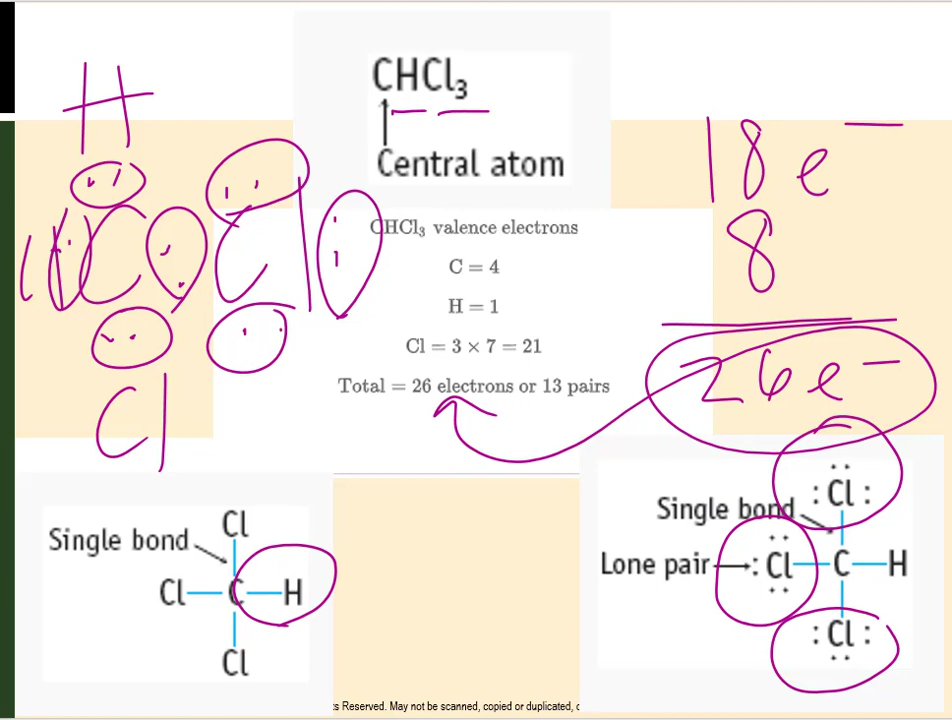 CHCl₃
Central atom
H
Cl C Cl
Cl
18 e⁻
8
26 e⁻
CHCl₃ valence electrons
C = 4
H = 1
Cl = 3 × 7 = 21
Total = 26 electrons or 13 pairs
Single bond
Cl
Cl—C—H
Cl
Single bond
:Cl:
Lone pair
:Cl—C—H
:Cl:
ts Reserved. May not be scanned, copied or duplicated, o